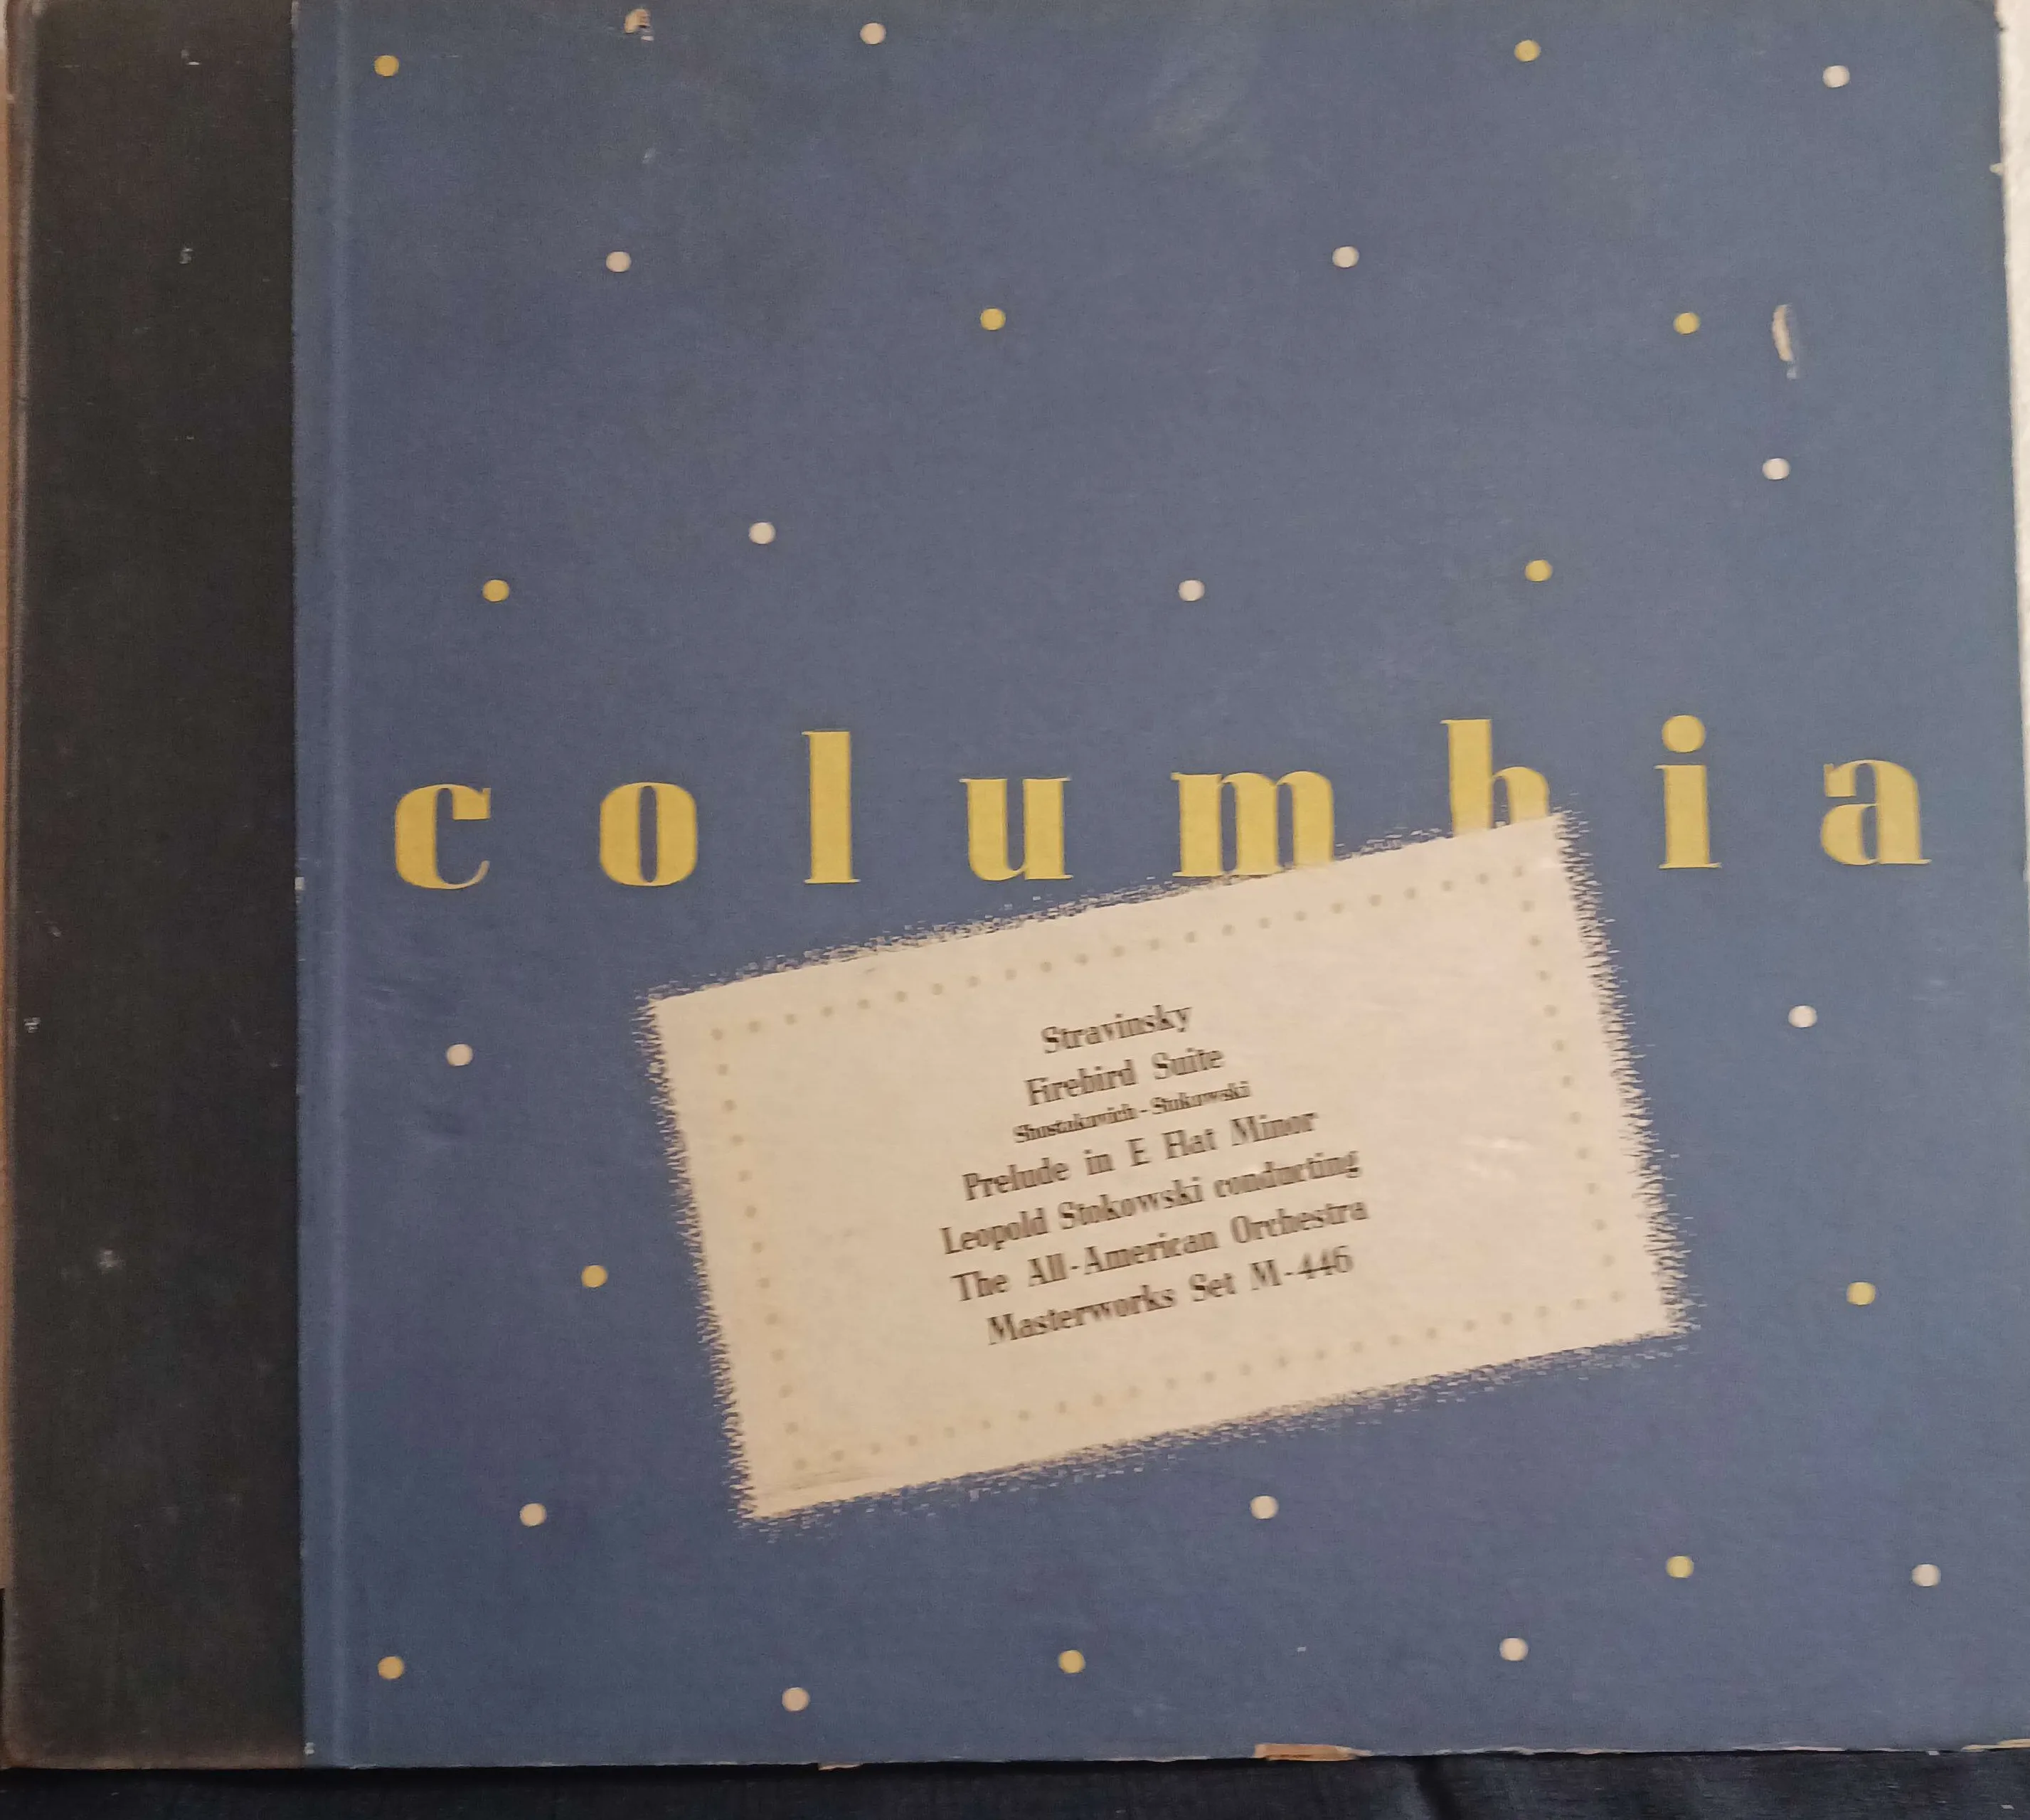 columbia
Stravinsky
Firebird Suite
Shostakovich - Stokowski
Prelude in E Flat Minor
Leopold Stokowski conducting
The All-American Orchestra
Masterworks Set M-446